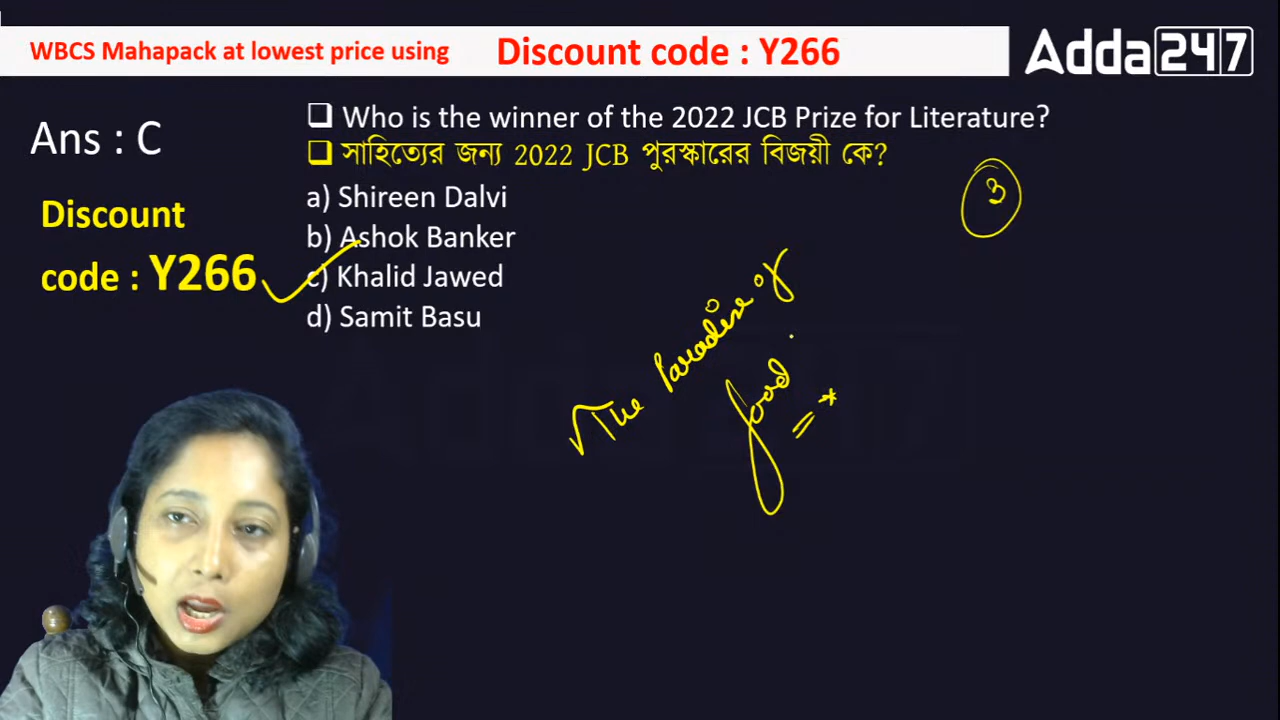 WBCS Mahapack at lowest price using Discount code : Y266
Adda247
Ans : C
Discount
code : Y266
❑ Who is the winner of the 2022 JCB Prize for Literature?
❑ সাহিত্যের জন্য 2022 JCB পুরস্কারের বিজয়ী কে?
a) Shireen Dalvi
b) Ashok Banker
c) Khalid Jawed
d) Samit Basu
3
The Paradise of
food